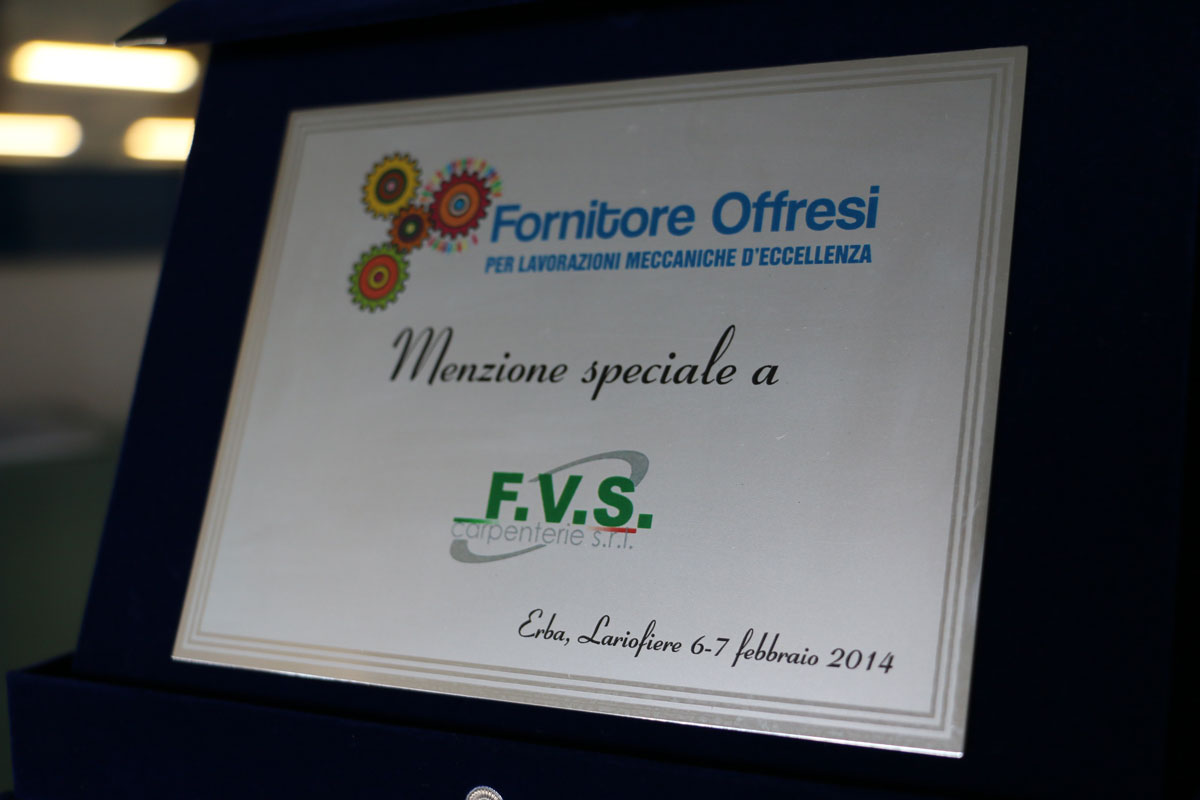 Fornitore Offresi
PER LAVORAZIONI MECCANICHE D'ECCELLENZA
Menzione speciale a
F.V.S.
carpenterie s.r.l.
Erba, Lariofiere 6-7 febbraio 2014